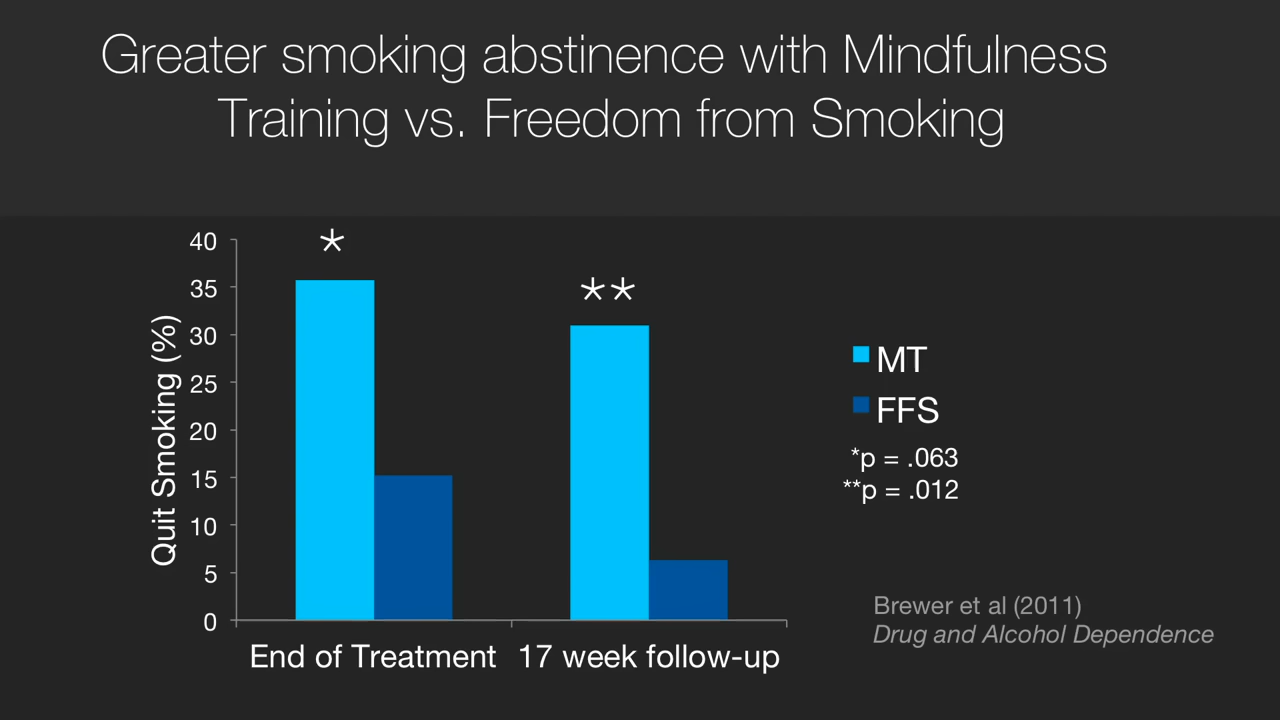 Greater smoking abstinence with Mindfulness
Training vs. Freedom from Smoking
40
35
30
25
20
15
10
5
0
Quit Smoking (%)
*
**
End of Treatment
17 week follow-up
MT
FFS
*p = .063
**p = .012
Brewer et al (2011)
Drug and Alcohol Dependence